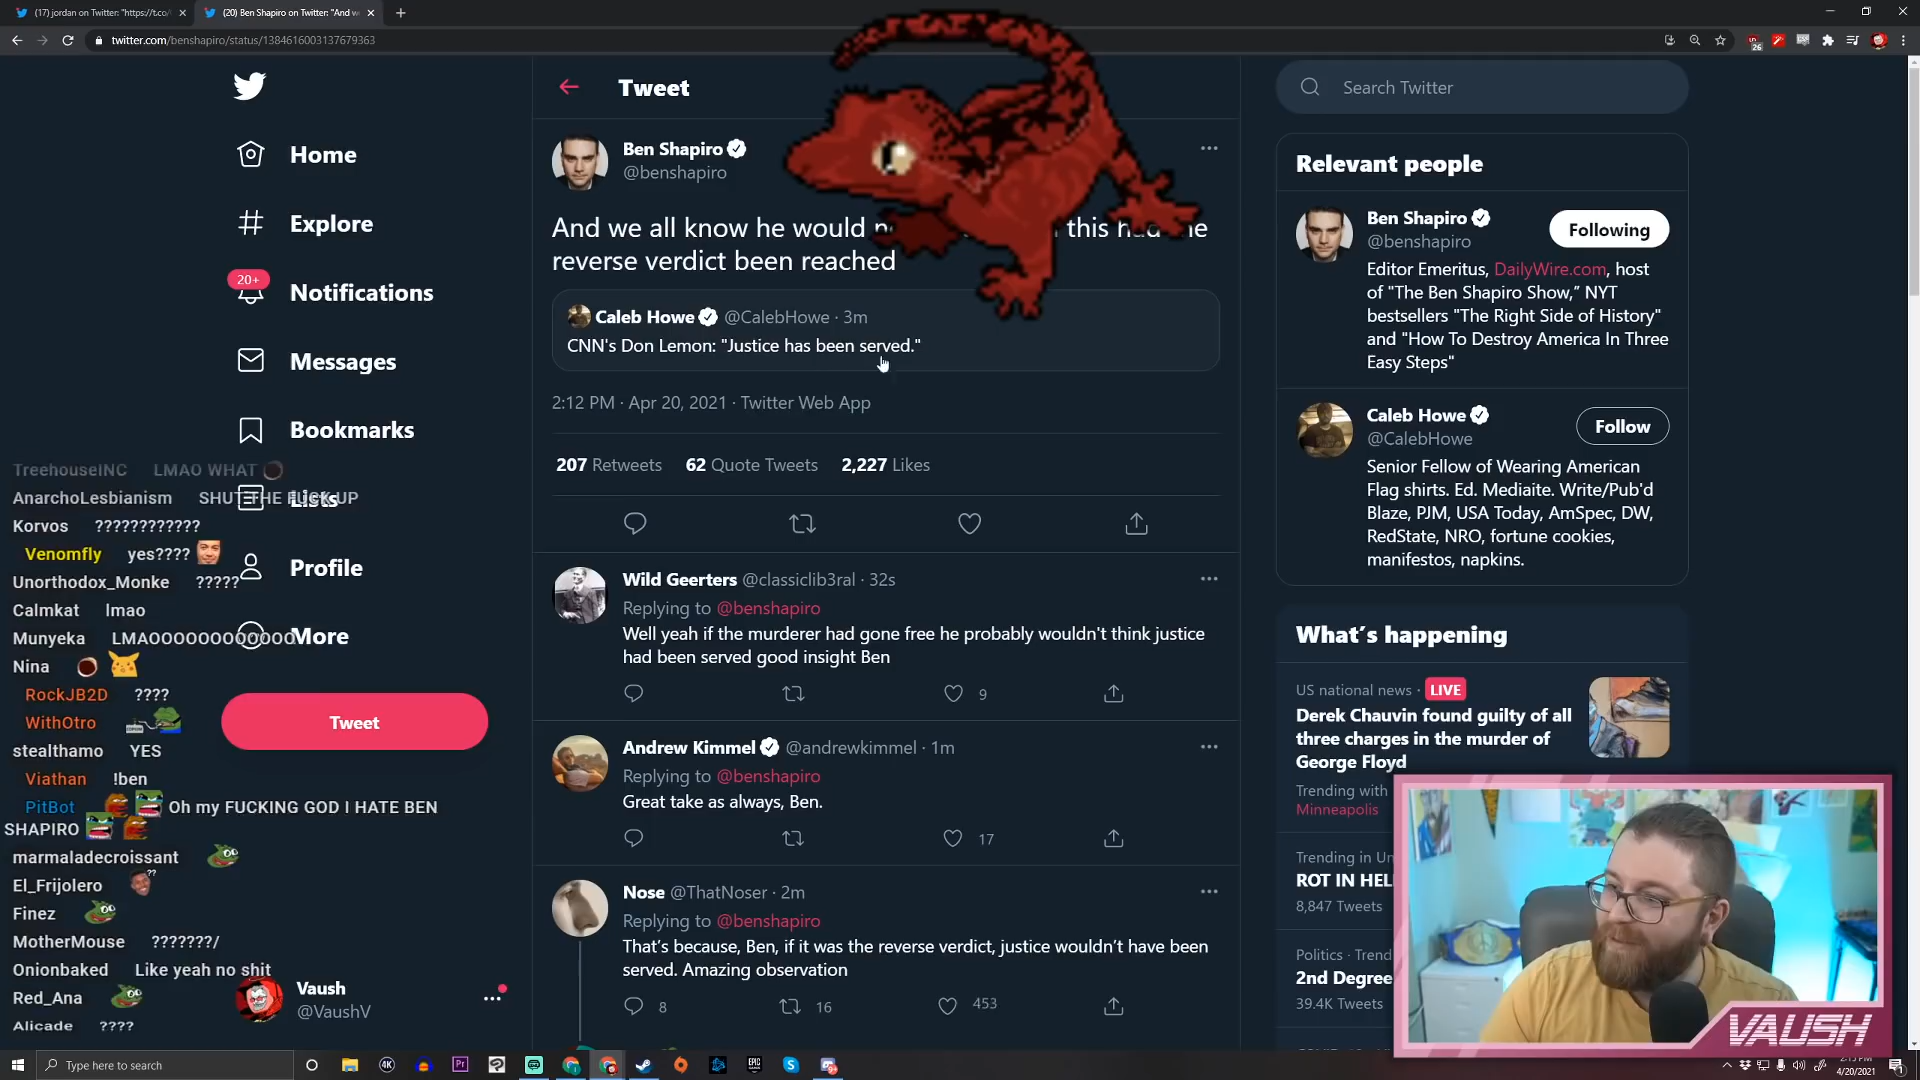 (17) jordan on Twitter: "https://t.co/
(20) Ben Shapiro on Twitter: "And w
twitter.com/benshapiro/status/1384616003137679363
26
Tweet
Search Twitter
Home
Explore
20+
Notifications
Messages
Bookmarks
Lists
Profile
More
Tweet
Vaush
@VaushV
Ben Shapiro
@benshapiro
And we all know he would this had
reverse verdict been reached
Caleb Howe @CalebHowe · 3m
CNN's Don Lemon: "Justice has been served."
2:12 PM · Apr 20, 2021 · Twitter Web App
207 Retweets 62 Quote Tweets 2,227 Likes
Wild Geerters @classiclib3ral · 32s
Replying to @benshapiro
Well yeah if the murderer had gone free he probably wouldn't think justice
had been served good insight Ben
9
Andrew Kimmel @andrewkimmel · 1m
Replying to @benshapiro
Great take as always, Ben.
17
Nose @ThatNoser · 2m
Replying to @benshapiro
That's because, Ben, if it was the reverse verdict, justice wouldn't have been
served. Amazing observation
8 16 453
Relevant people
Ben Shapiro
@benshapiro
Following
Editor Emeritus, DailyWire.com, host
of "The Ben Shapiro Show," NYT
bestsellers "The Right Side of History"
and "How To Destroy America In Three
Easy Steps"
Caleb Howe
@CalebHowe
Follow
Senior Fellow of Wearing American
Flag shirts. Ed. Mediaite. Write/Pub'd
Blaze, PJM, USA Today, AmSpec, DW,
RedState, NRO, fortune cookies,
manifestos, napkins.
What's happening
US national news · LIVE
Derek Chauvin found guilty of all
three charges in the murder of
George Floyd
Trending with
Minneapolis
Trending in Un
ROT IN HEL
8,847 Tweets
Politics · Trend
2nd Degree
39.4K Tweets
TreehouseINC LMAO WHAT
AnarchoLesbianism SHUT THE FUCK UP
Korvos ????????????
Venomfly yes????
Unorthodox_Monke ?????
Calmkat lmao
Munyeka LMAOOOOOOOOOOOO
Nina
RockJB2D ????
WithOtro
stealthamo YES
Viathan !ben
PitBot Oh my FUCKING GOD I HATE BEN
SHAPIRO
marmaladecroissant
El_Frijolero
Finez
MotherMouse ???????/
Onionbaked Like yeah no shit
Red_Ana
Alicade ????
VAUSH
Type here to search
4K
Pr
EPIC
4/20/2021